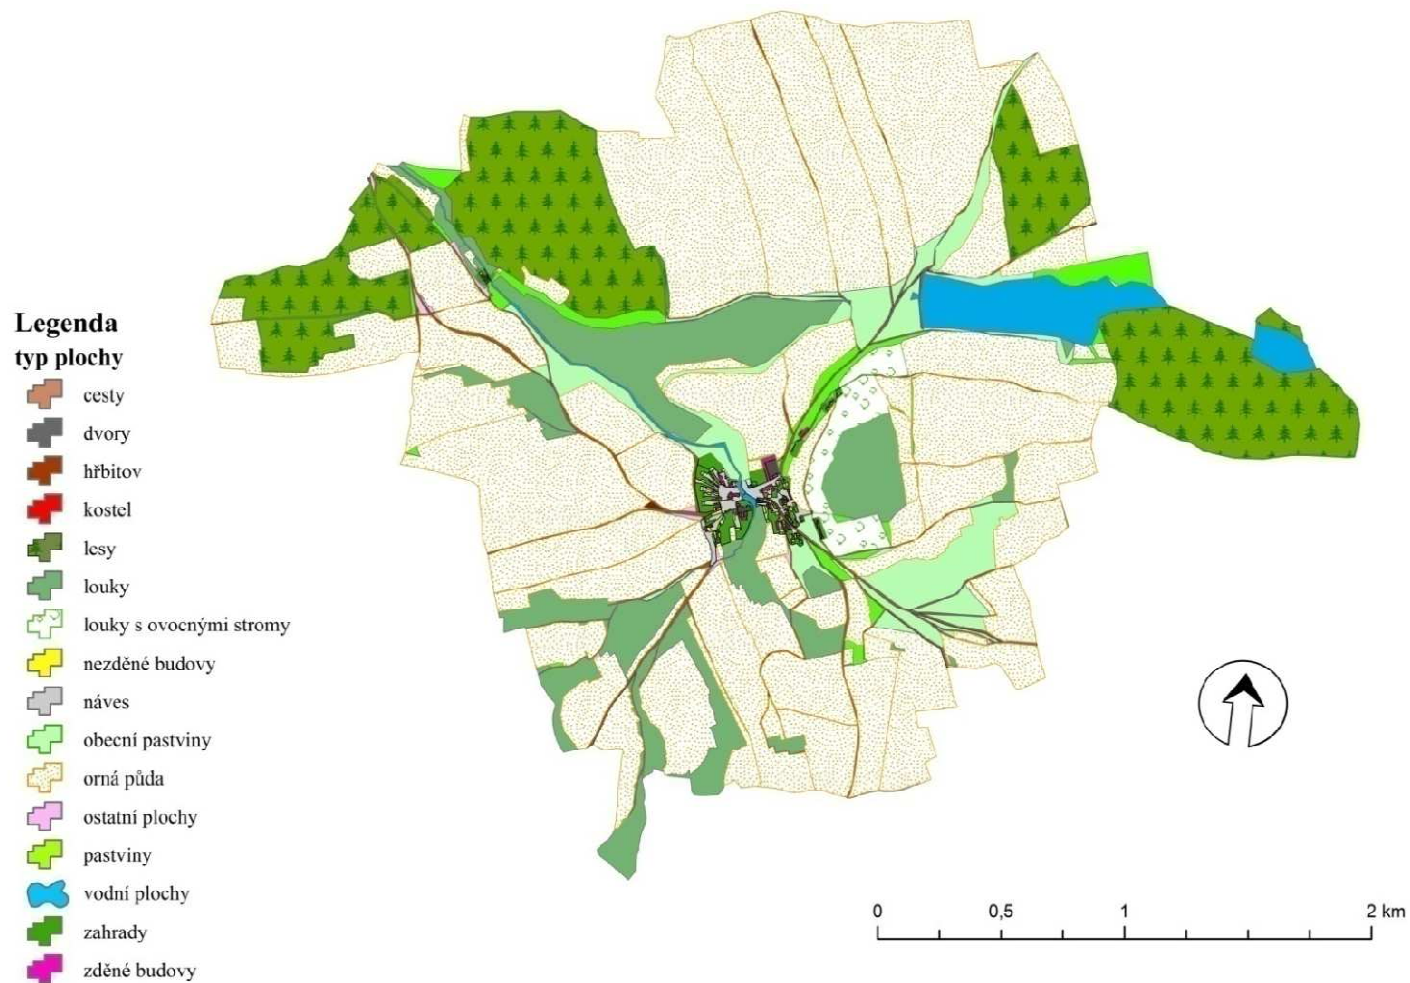 Legenda
typ plochy
cesty
dvory
hřbitov
kostel
lesy
louky
louky s ovocnými stromy
nezděné budovy
náves
obecní pastviny
orná půda
ostatní plochy
pastviny
vodní plochy
zahrady
zděné budovy
0 0,5 1 2 km